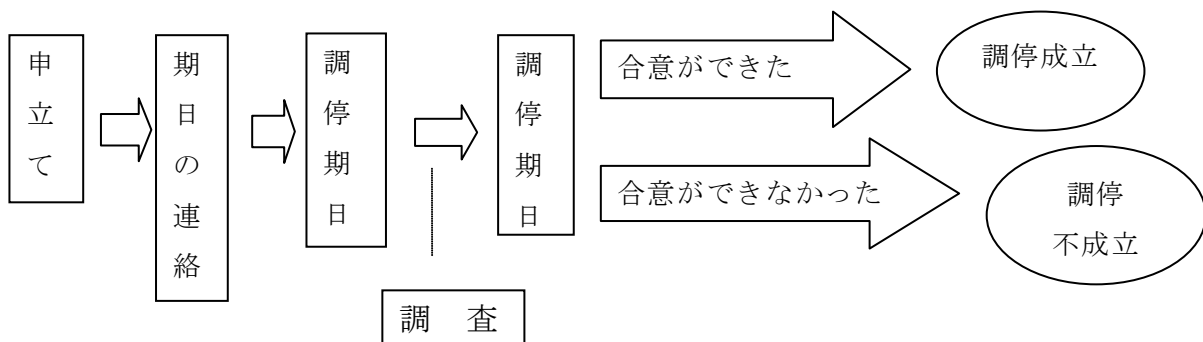 申立て
期日の連絡
調停期日
調停期日
合意ができた
調停成立
合意ができなかった
調停
不成立
調 査